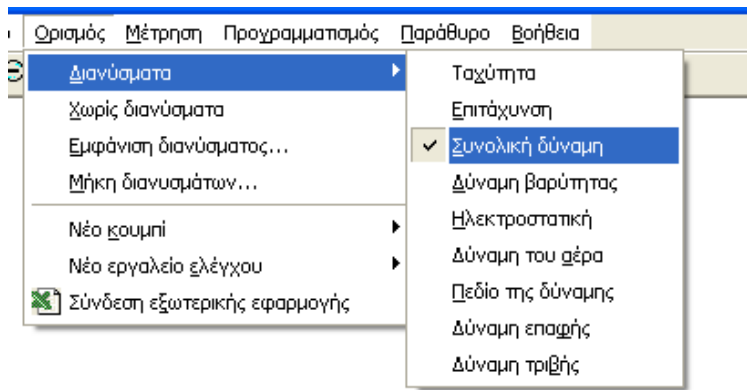 Ορισμός Μέτρηση Προγραμματισμός Παράθυρο Βοήθεια
Διανύσματα
Χωρίς διανύσματα
Εμφάνιση διανύσματος...
Μήκη διανυσμάτων...
Νέο κουμπί
Νέο εργαλείο ελέγχου
Σύνδεση εξωτερικής εφαρμογής
Ταχύτητα
Επιτάχυνση
Συνολική δύναμη
Δύναμη βαρύτητας
Ηλεκτροστατική
Δύναμη του αέρα
Πεδίο της δύναμης
Δύναμη επαφής
Δύναμη τριβής